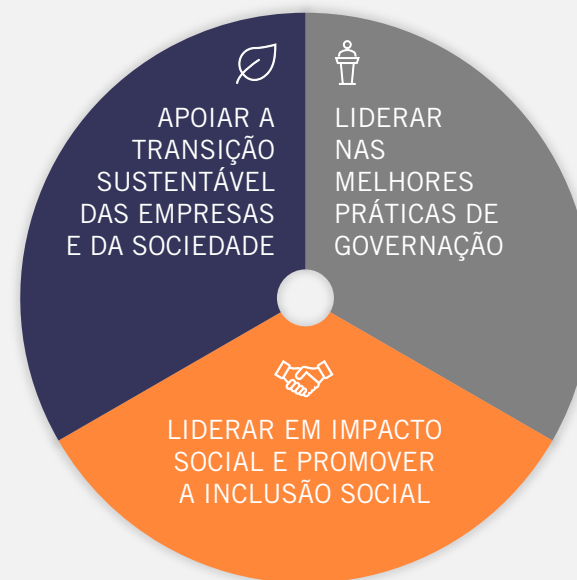 APOIAR A
TRANSIÇÃO
SUSTENTÁVEL
DAS EMPRESAS
E DA SOCIEDADE
LIDERAR
NAS
MELHORES
PRÁTICAS DE
GOVERNAÇÃO
LIDERAR EM IMPACTO
SOCIAL E PROMOVER
A INCLUSÃO SOCIAL